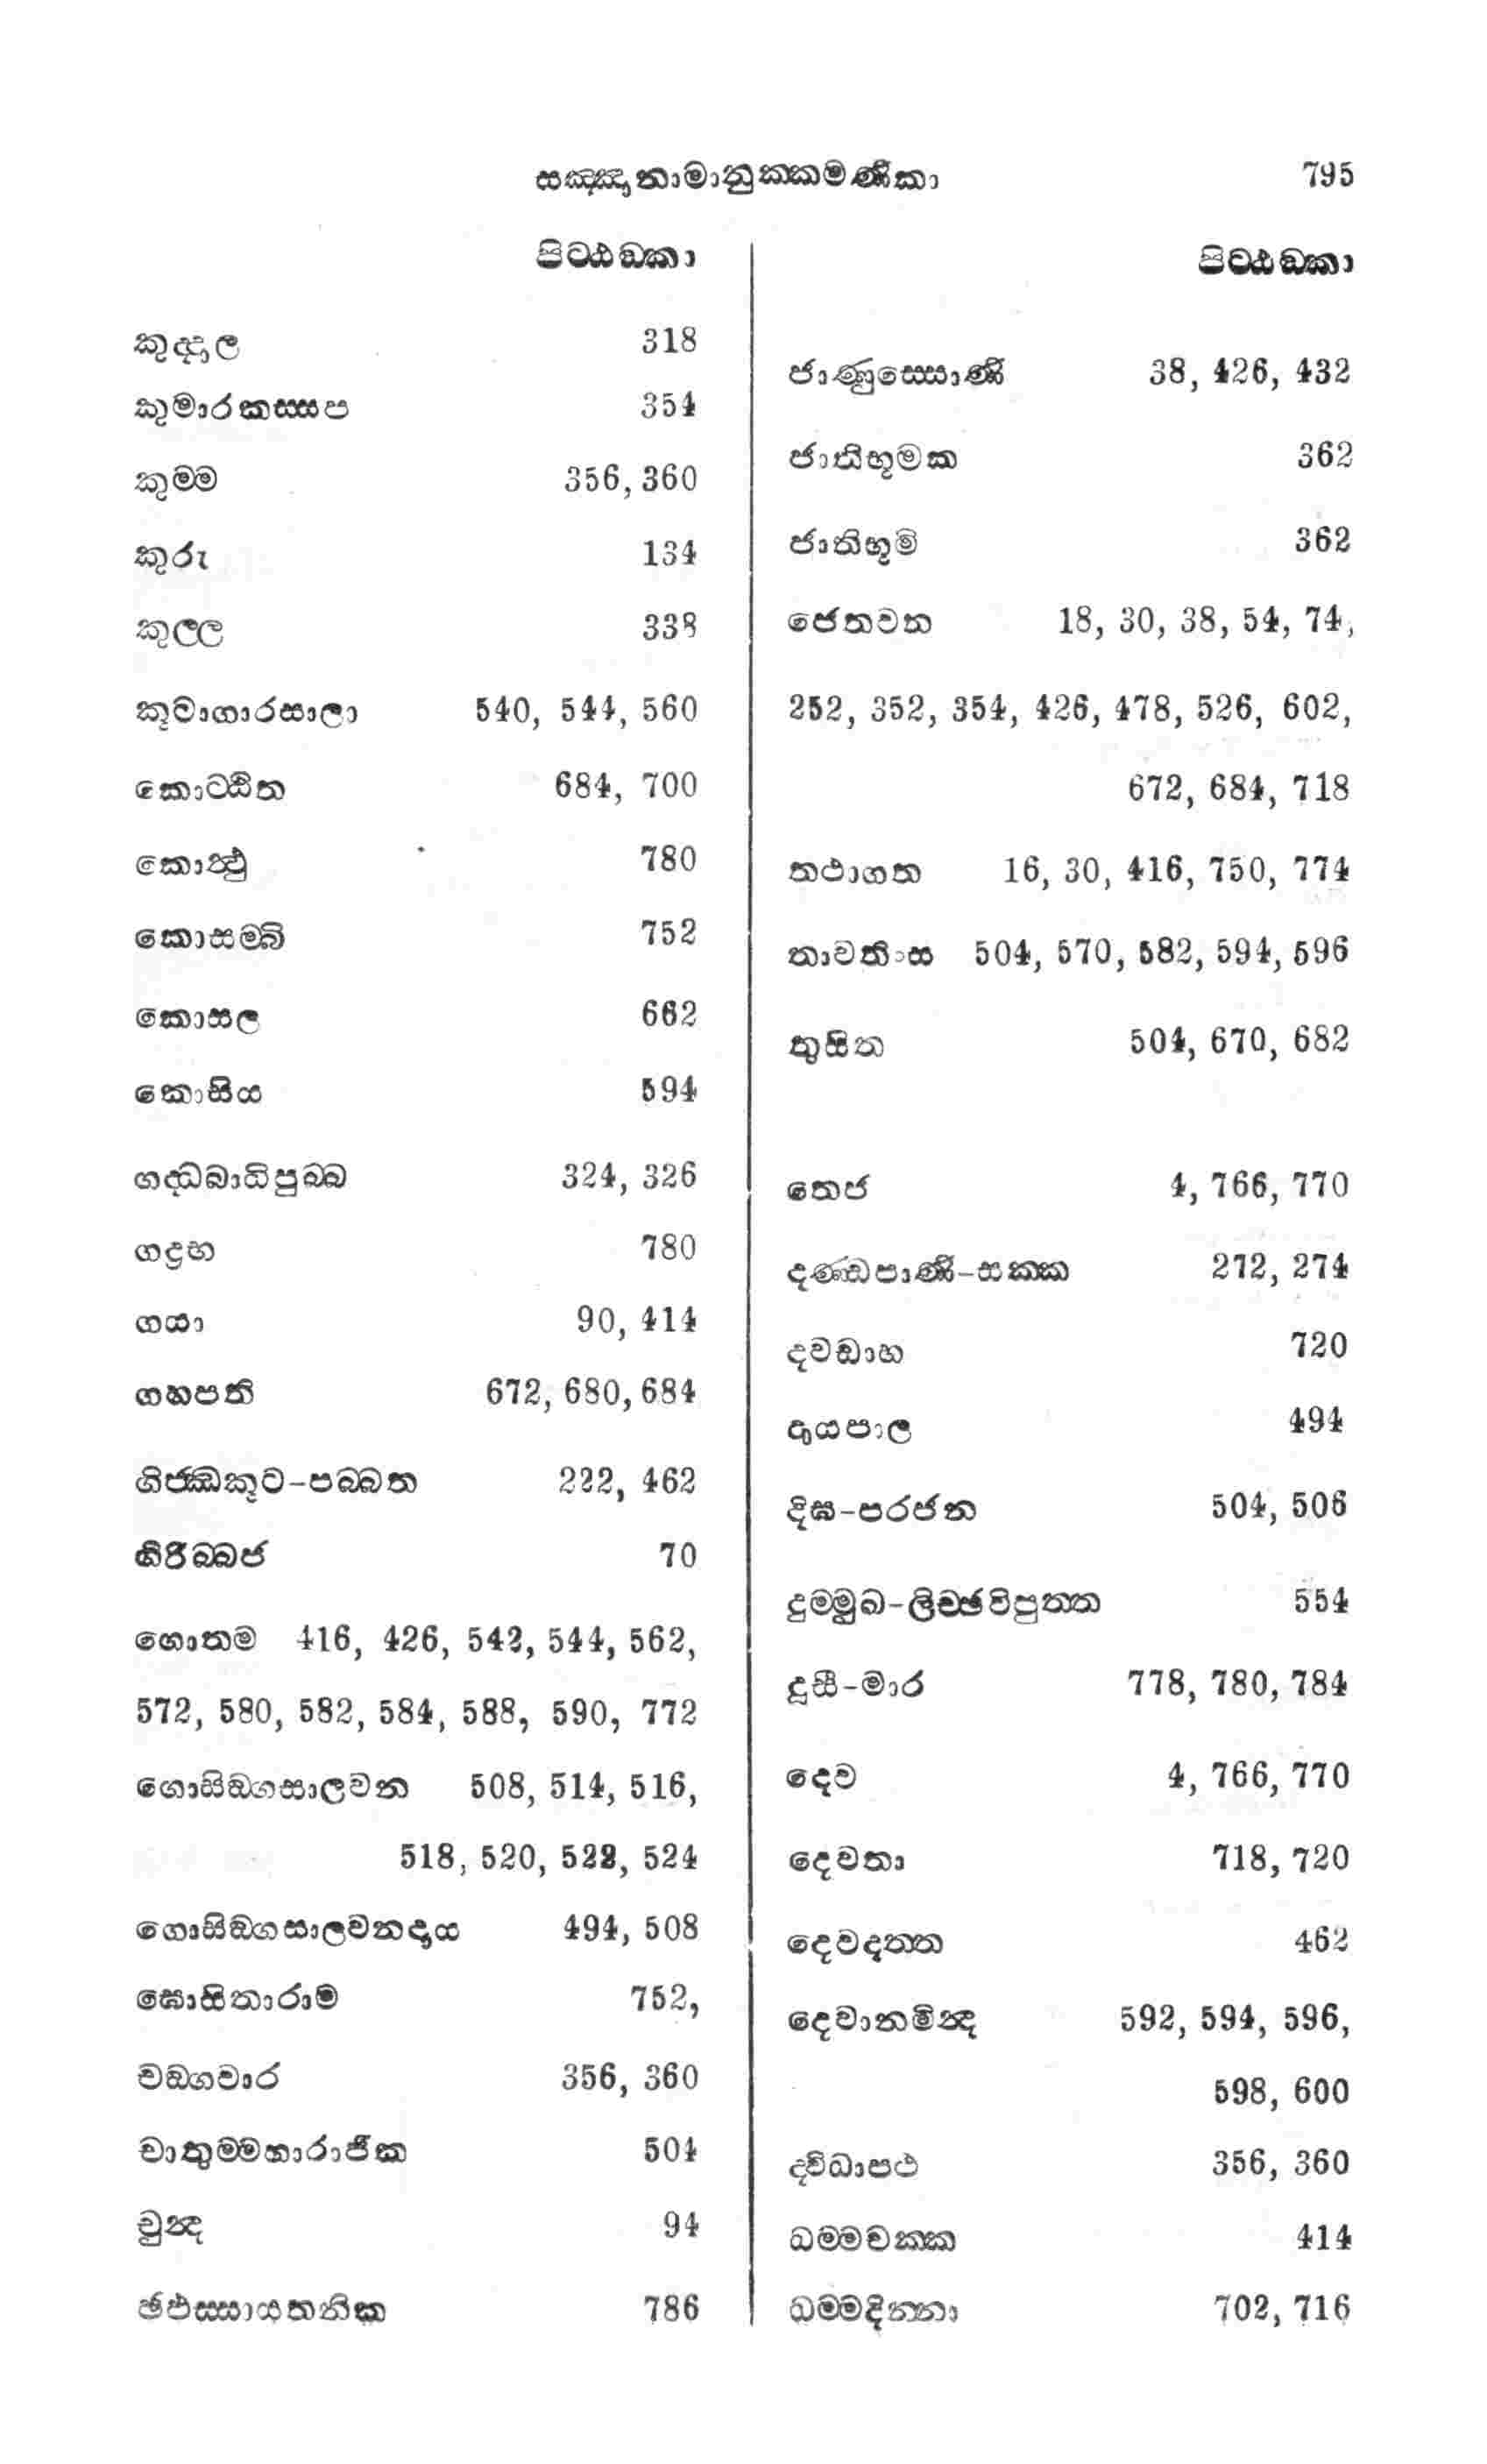 සඤ්ඤානාමානුක්කමණිකා 795
පිට්ඨඞ්කා
කුද්දාල 318
කුමාරකස්සප 354
කුම්ම 356, 360
කුරු 134
කුල්ල 338
කූටාගාරසාලා 540, 544, 560
කොට්ඨිත 684, 700
කොත්ථු 780
කොසම්බි 752
කොසල 662
කොසිය 594
ගද්ධබාධිපුබ්බ 324, 326
ගද්‍රභ 780
ගයා 90, 414
ගහපති 672, 680, 684
ගිජ්ඣකූට-පබ්බත 222, 462
ගිරිබ්බජ 70
ගොතම 416, 426, 542, 544, 562,
572, 580, 582, 584, 588, 590, 772
ගොසිඞ්ගසාලවන 508, 514, 516,
518, 520, 522, 524
ගොසිඞ්ගසාලවනදාය 494, 508
ඝොසිතාරාම 752,
චඞ්ගවාර 356, 360
චාතුම්මහාරාජික 504
චුන්‍ද 94
ඡඵස්සායතනික 786
පිට්ඨඞ්කා
ජාණුස්සොණි 38, 426, 432
ජාතිභූමක 362
ජාතිභූමි 362
ජෙතවන 18, 30, 38, 54, 74,
252, 352, 354, 426, 478, 526, 602,
672, 684, 718
තථාගත 16, 30, 416, 750, 774
තාවතිංස 504, 570, 582, 594, 596
තුසිත 504, 670, 682
තෙජ 4, 766, 770
දණ්ඩපාණි-සක්ක 272, 274
දවඩාහ 720
දායපාල 494
දීඝ-පරජන 504, 506
දුම්මුඛ-ලිච්ඡවිපුත්ත 554
දූසී-මාර 778, 780, 784
දෙව 4, 766, 770
දෙවතා 718, 720
දෙවදත්ත 462
දෙවානමින්‍ද 592, 594, 596,
598, 600
ද්විධාපථ 356, 360
ධම්මචක්ක 414
ධම්මදින්නා 702, 716